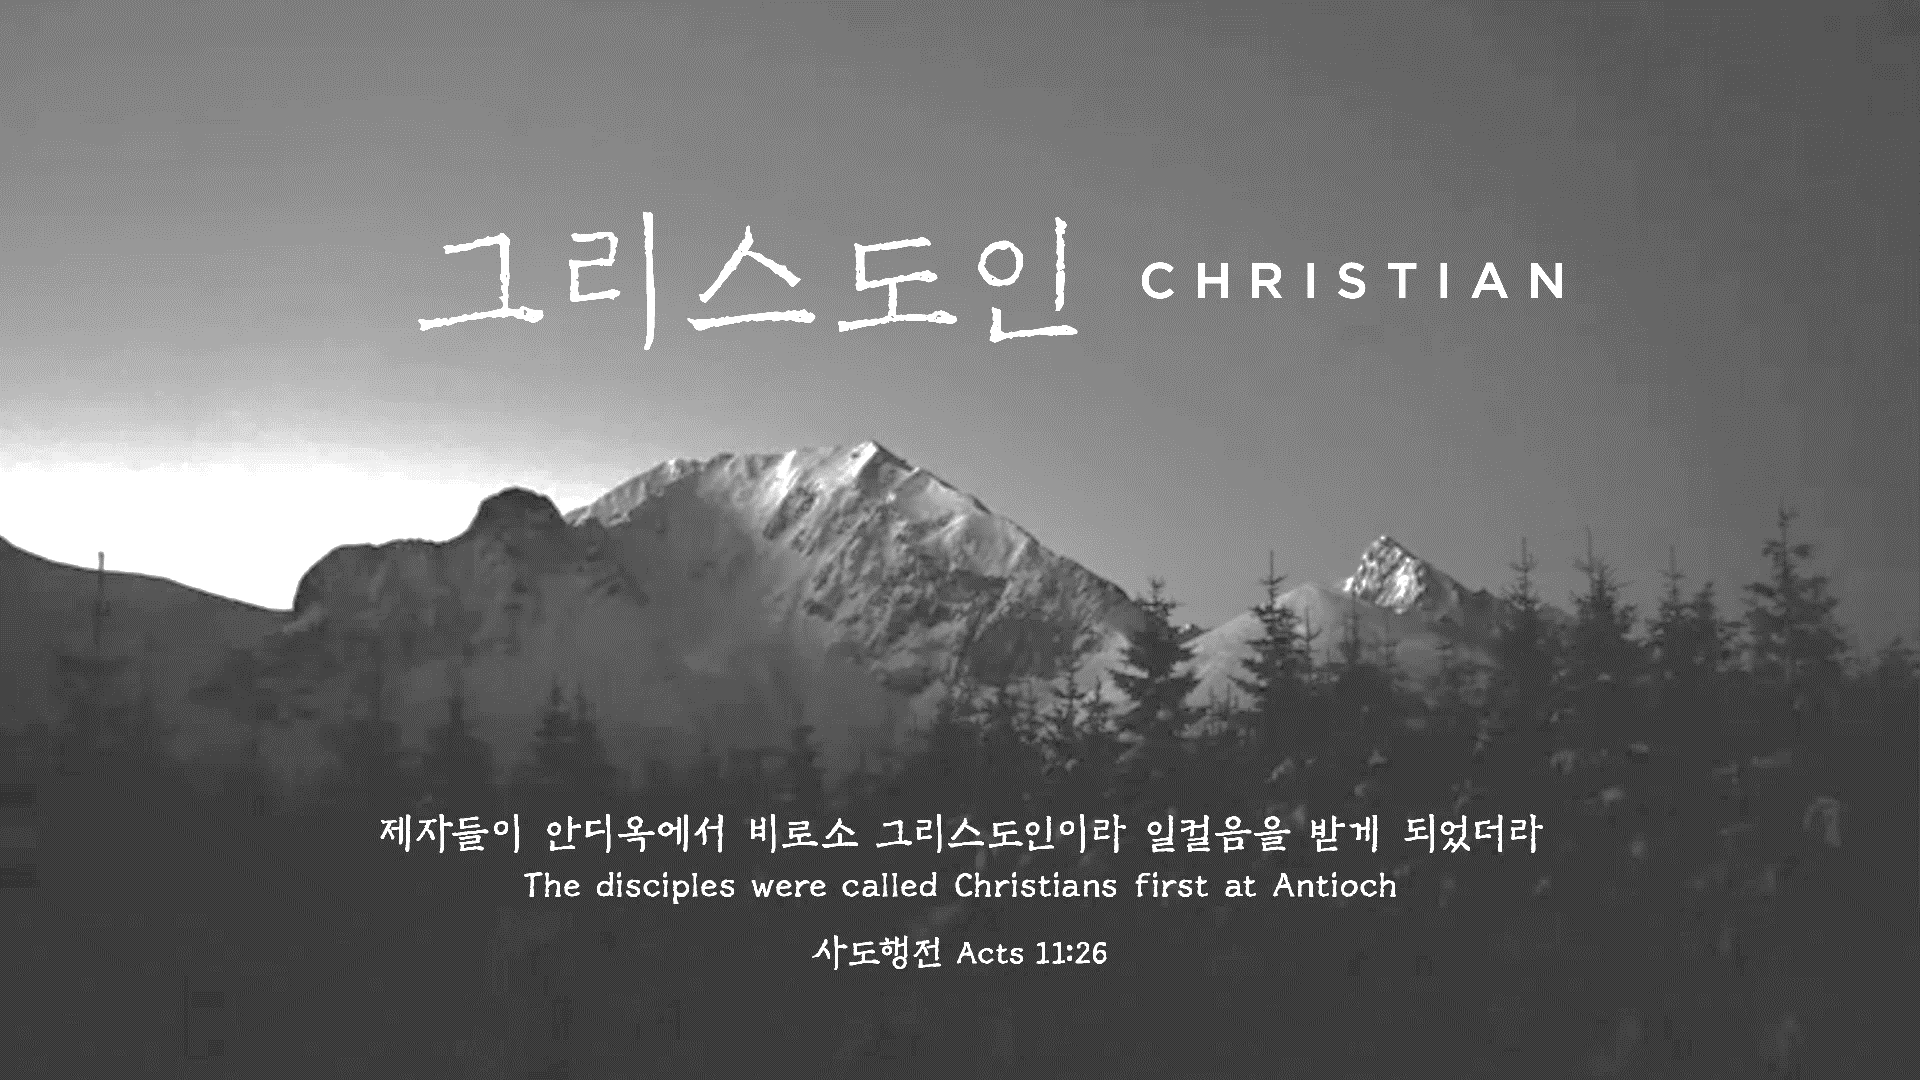 그리스도인 CHRISTIAN
제자들이 안디옥에서 비로소 그리스도인이라 일컬음을 받게 되었더라
The disciples were called Christians first at Antioch
사도행전 Acts 11:26